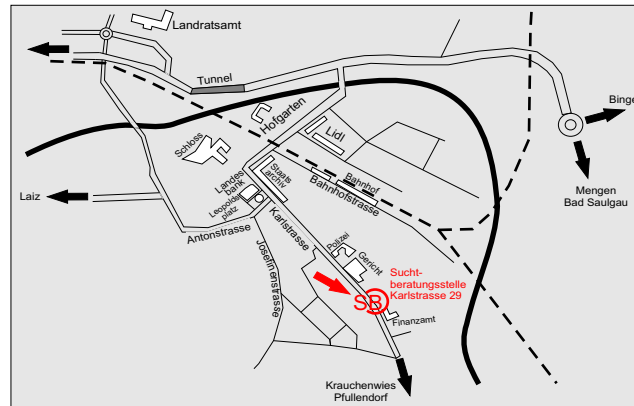 Landratsamt
Tunnel
Hofgarten
Lidl
Schloss
Binge
Mengen
Bad Saulgau
Laiz
Landes
bank
Staats
archiv
Leopolds
platz
Bahnhof
Bahnhofstrasse
Antonstrasse
Karlstrasse
Josefinenstrasse
Polizei
Gericht
Sucht-
beratungsstelle
Karlstrasse 29
SB
Finanzamt
Krauchenwies
Pfullendorf